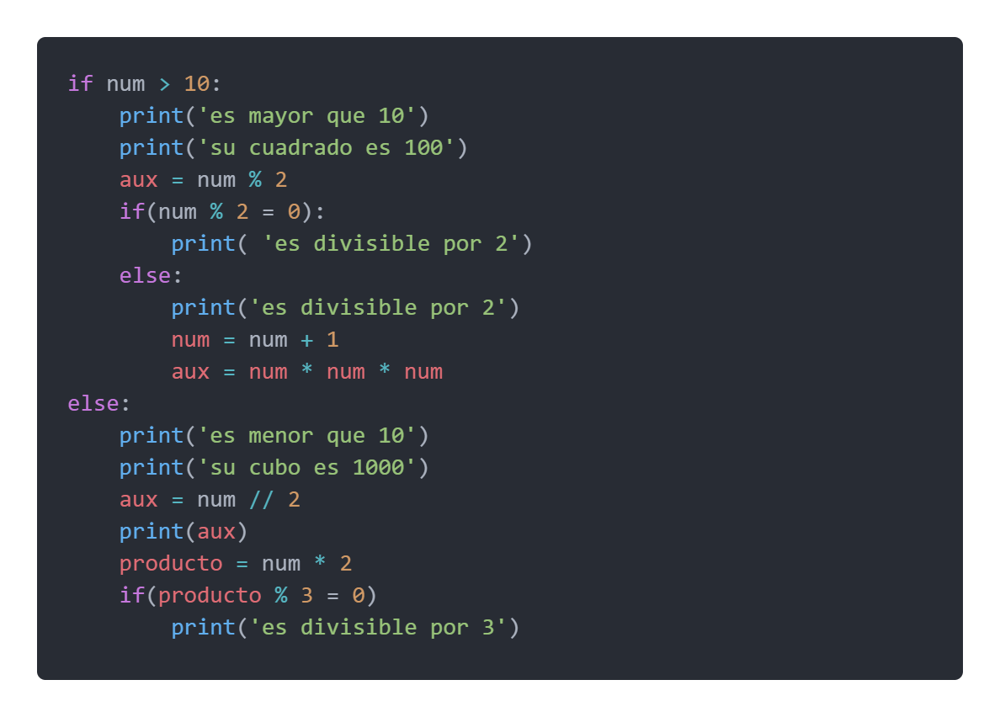 if num > 10:
    print('es mayor que 10')
    print('su cuadrado es 100')
    aux = num % 2
    if(num % 2 = 0):
        print( 'es divisible por 2')
    else:
        print('es divisible por 2')
        num = num + 1
        aux = num * num * num
else:
    print('es menor que 10')
    print('su cubo es 1000')
    aux = num // 2
    print(aux)
    producto = num * 2
    if(producto % 3 = 0)
        print('es divisible por 3')